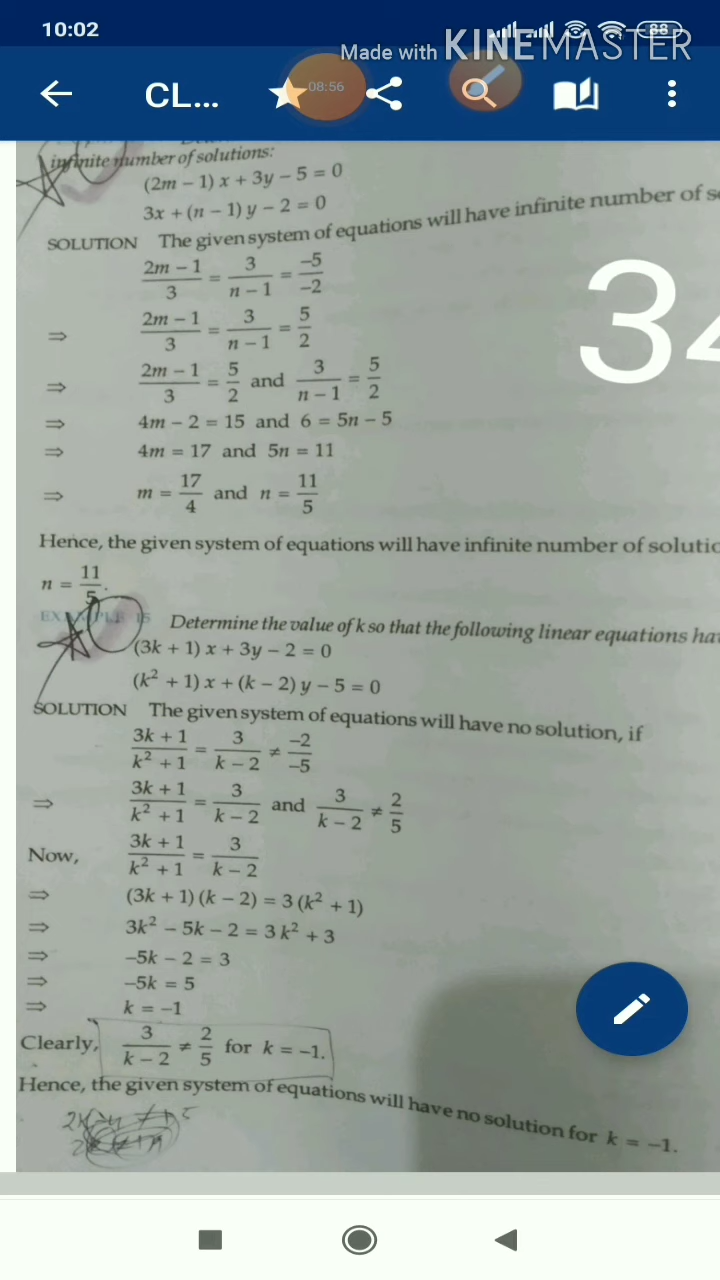 10:02
88
Made with KINEMASTER
CL...
08:56
infinite number of solutions:
(2m – 1) x + 3y – 5 = 0
3x + (n – 1) y – 2 = 0
SOLUTION The given system of equations will have infinite number of
34
(2m – 1)/3 = 3/(n – 1) = –5/–2
⇒ (2m – 1)/3 = 3/(n – 1) = 5/2
⇒ (2m – 1)/3 = 5/2 and 3/(n – 1) = 5/2
⇒ 4m – 2 = 15 and 6 = 5n – 5
⇒ 4m = 17 and 5n = 11
⇒ m = 17/4 and n = 11/5
Hence, the given system of equations will have infinite number of
n = 11/5.
EXAMPLE 15 Determine the value of k so that the following linear equations
(3k + 1) x + 3y – 2 = 0
(k² + 1) x + (k – 2) y – 5 = 0
SOLUTION The given system of equations will have no solution, if
(3k + 1)/(k² + 1) = 3/(k – 2) ≠ –2/–5
⇒ (3k + 1)/(k² + 1) = 3/(k – 2) and 3/(k – 2) ≠ 2/5
Now, (3k + 1)/(k² + 1) = 3/(k – 2)
⇒ (3k + 1) (k – 2) = 3 (k² + 1)
⇒ 3k² – 5k – 2 = 3 k² + 3
⇒ –5k – 2 = 3
⇒ –5k = 5
⇒ k = –1
Clearly, 3/(k – 2) ≠ 2/5 for k = –1.
Hence, the given system of equations will have no solution for k = –1.